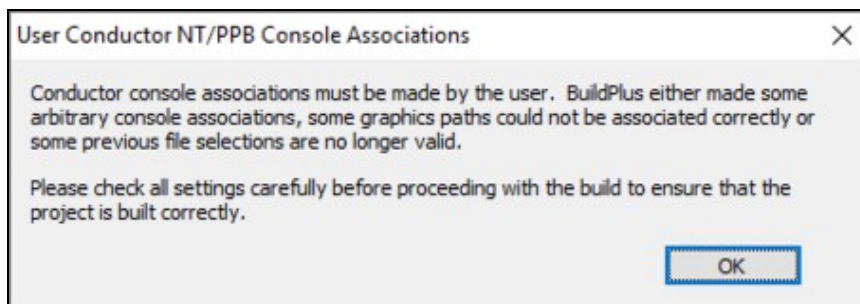 User Conductor NT/PPB Console Associations
Conductor console associations must be made by the user. BuildPlus either made some
arbitrary console associations, some graphics paths could not be associated correctly or
some previous file selections are no longer valid.
Please check all settings carefully before proceeding with the build to ensure that the
project is built correctly.
OK